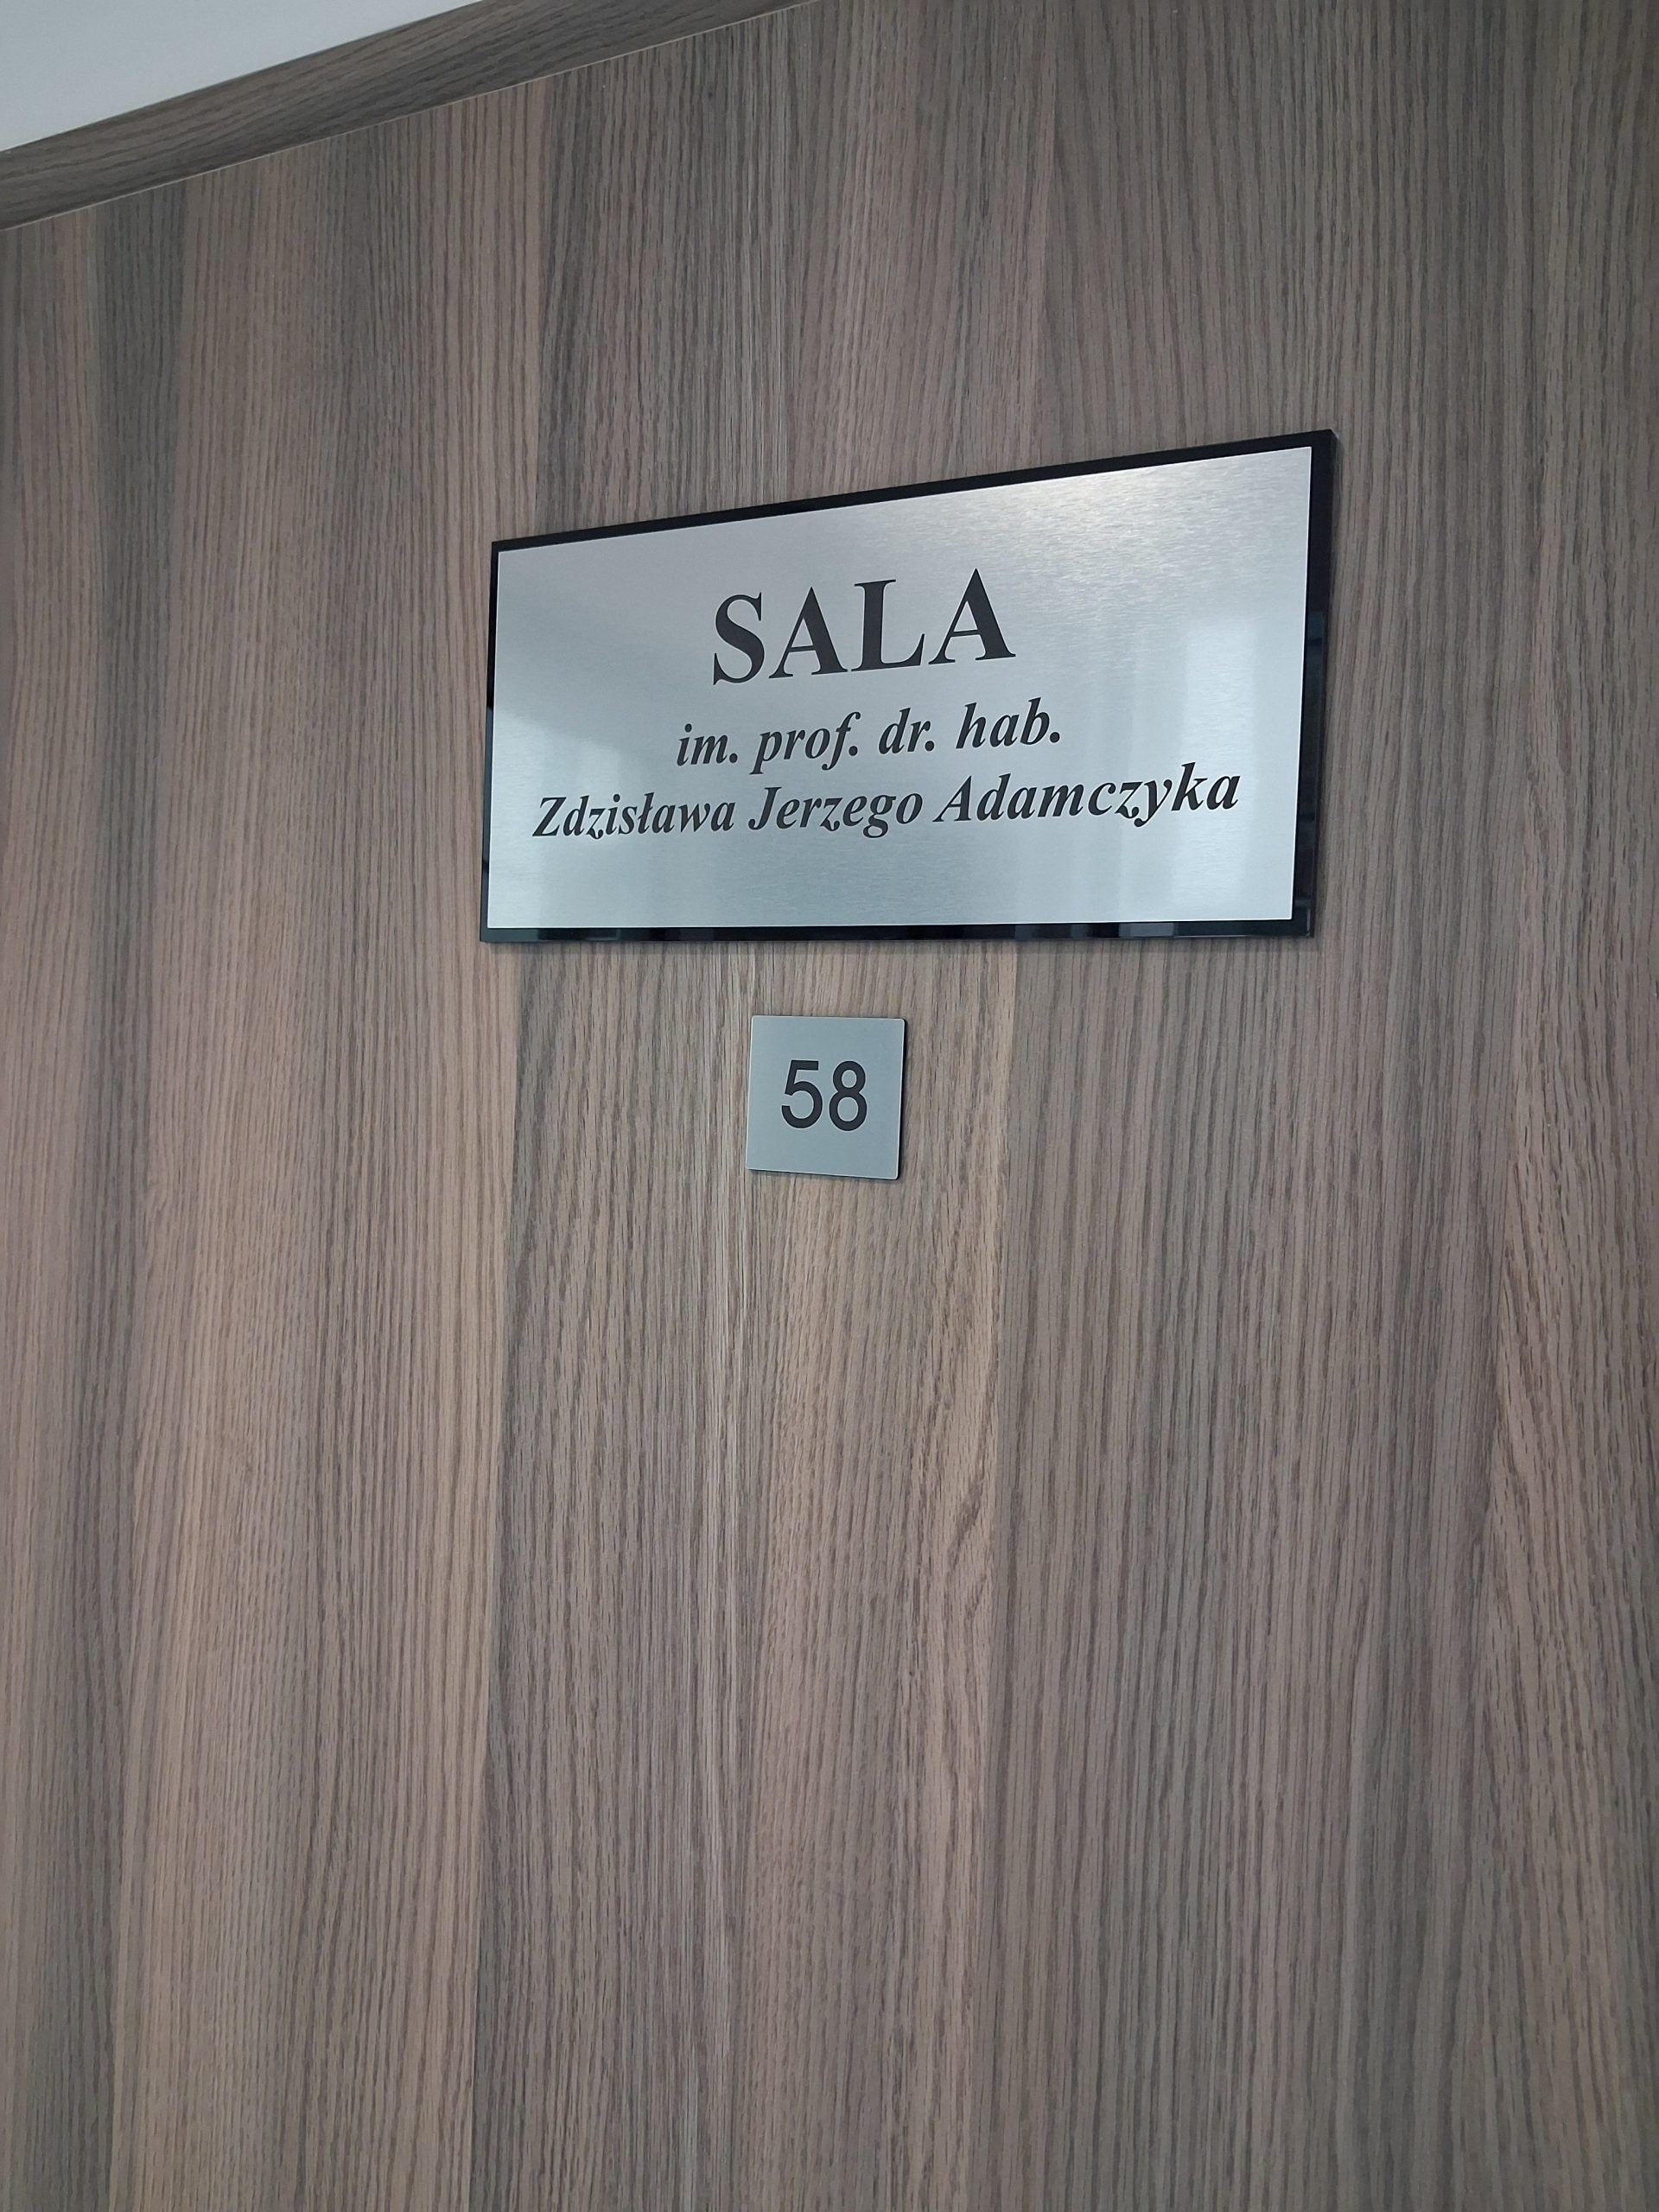 SALA
im. prof. dr. hab.
Zdzisława Jerzego Adamczyka
58